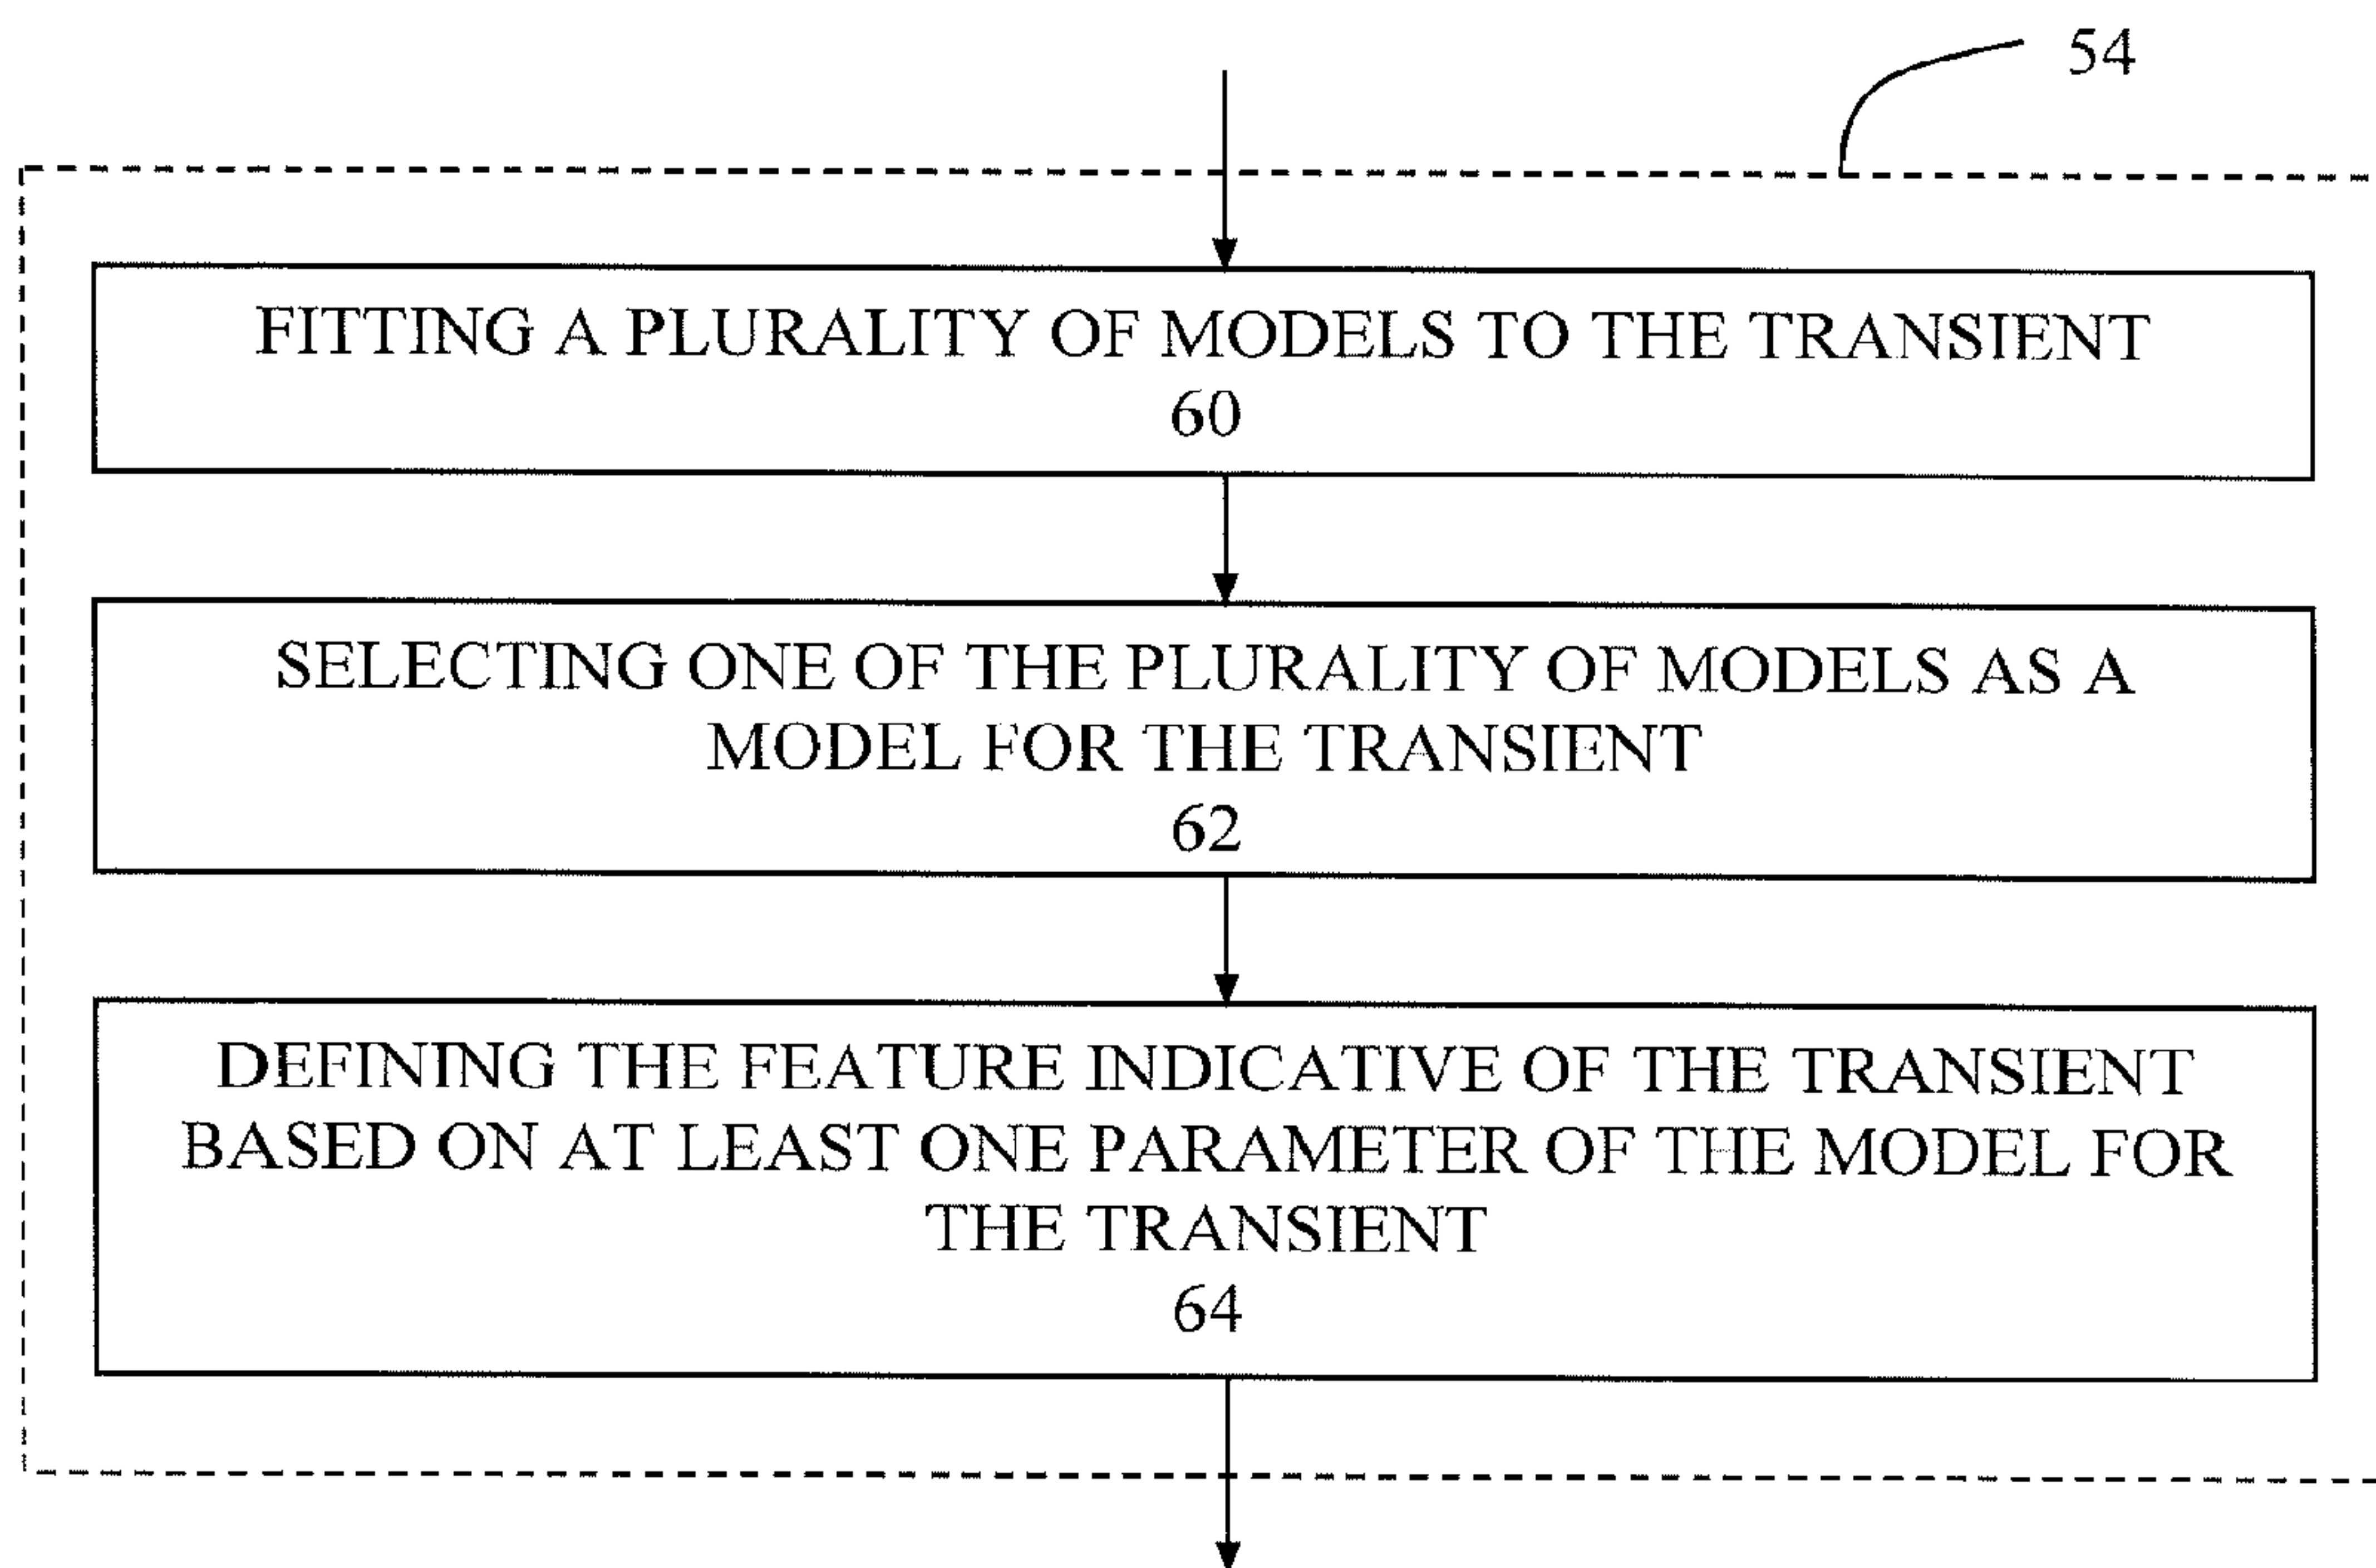 54
FITTING A PLURALITY OF MODELS TO THE TRANSIENT
60
SELECTING ONE OF THE PLURALITY OF MODELS AS A
MODEL FOR THE TRANSIENT
62
DEFINING THE FEATURE INDICATIVE OF THE TRANSIENT
BASED ON AT LEAST ONE PARAMETER OF THE MODEL FOR
THE TRANSIENT
64